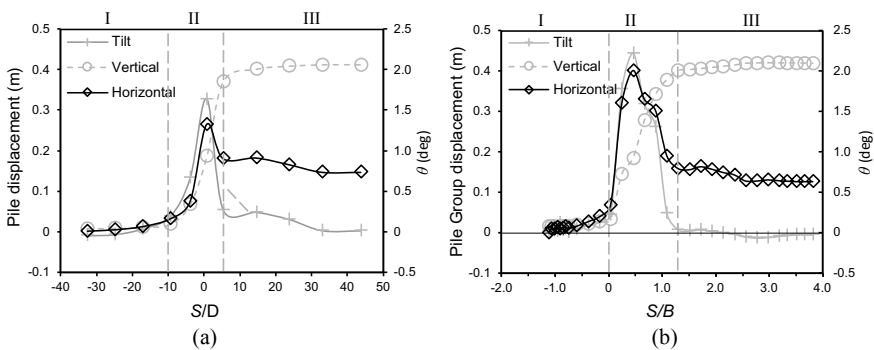 I II III
0.5 2.5
Tilt
Vertical
Horizontal
0.4 2.0
0.3 1.5
0.2 1.0
0.1 0.5
0 0
0.1 -0.5
-40 -30 -20 -10 0 10 20 30 40 50
Pile displacement (m)
θ (deg)
S/D
(a)
I II III
0.5 2.5
Tilt
Vertical
Horizontal
0.4 2.0
0.3 1.5
0.2 1.0
0.1 0.5
0.0 0
0.1 -0.5
-2.0 -1.0 0 1.0 2.0 3.0 4.0
Pile Group displacement (m)
θ (deg)
S/B
(b)